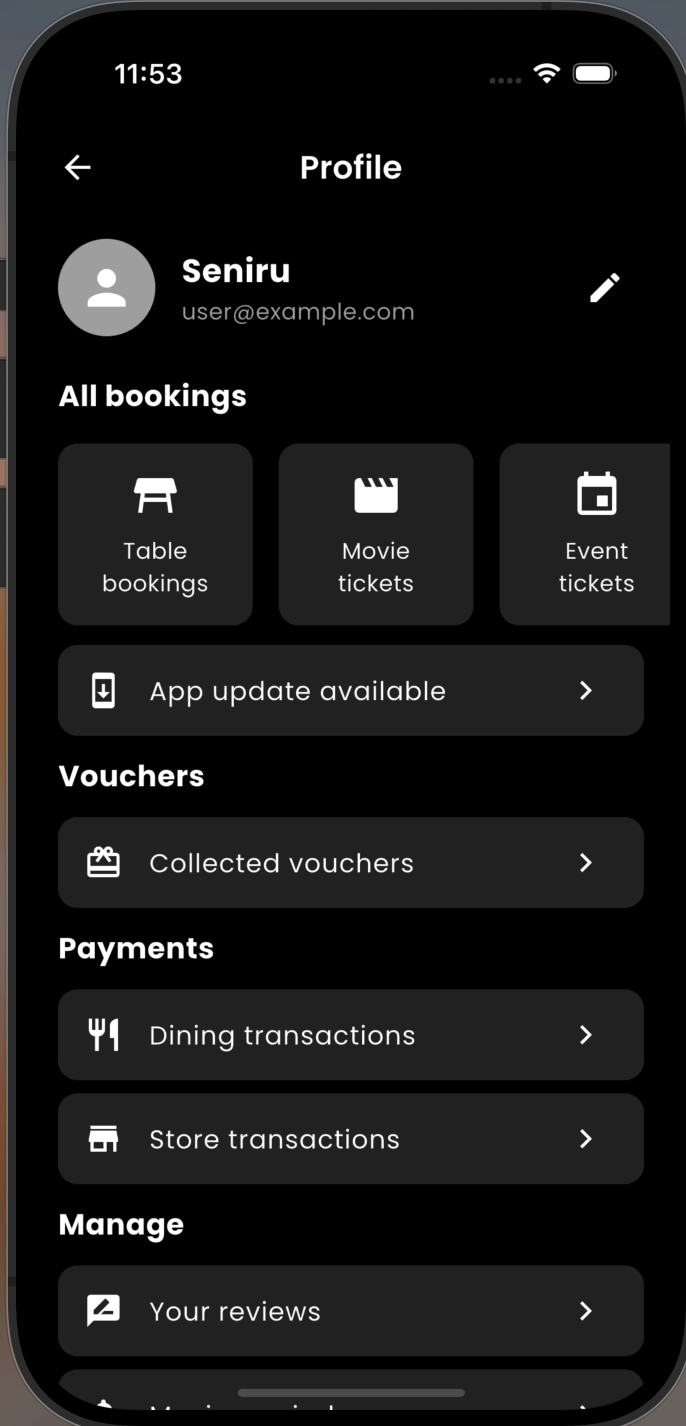 11:53
Profile
Seniru
user@example.com
All bookings
Table
bookings
Movie
tickets
Event
tickets
App update available
Vouchers
Collected vouchers
Payments
Dining transactions
Store transactions
Manage
Your reviews